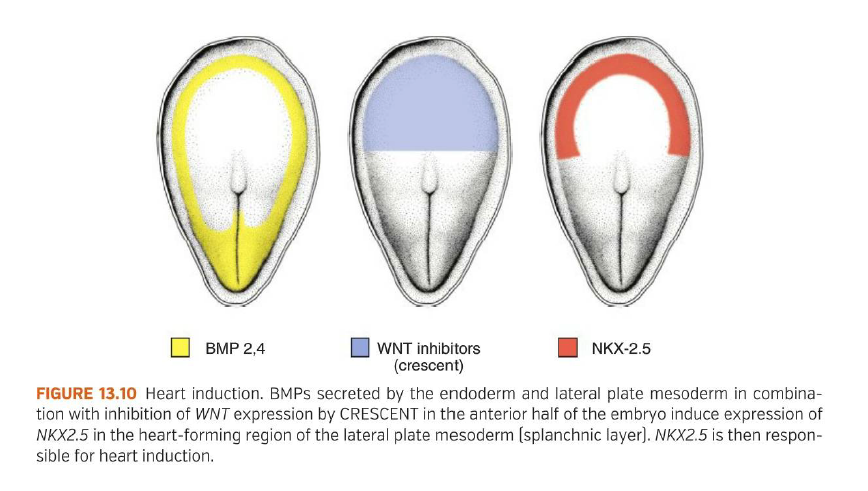 BMP 2,4
WNT inhibitors
(crescent)
NKX-2.5
FIGURE 13.10 Heart induction. BMPs secreted by the endoderm and lateral plate mesoderm in combina-
tion with inhibition of WNT expression by CRESCENT in the anterior half of the embryo induce expression of
NKX2.5 in the heart-forming region of the lateral plate mesoderm (splanchnic layer). NKX2.5 is then respon-
sible for heart induction.